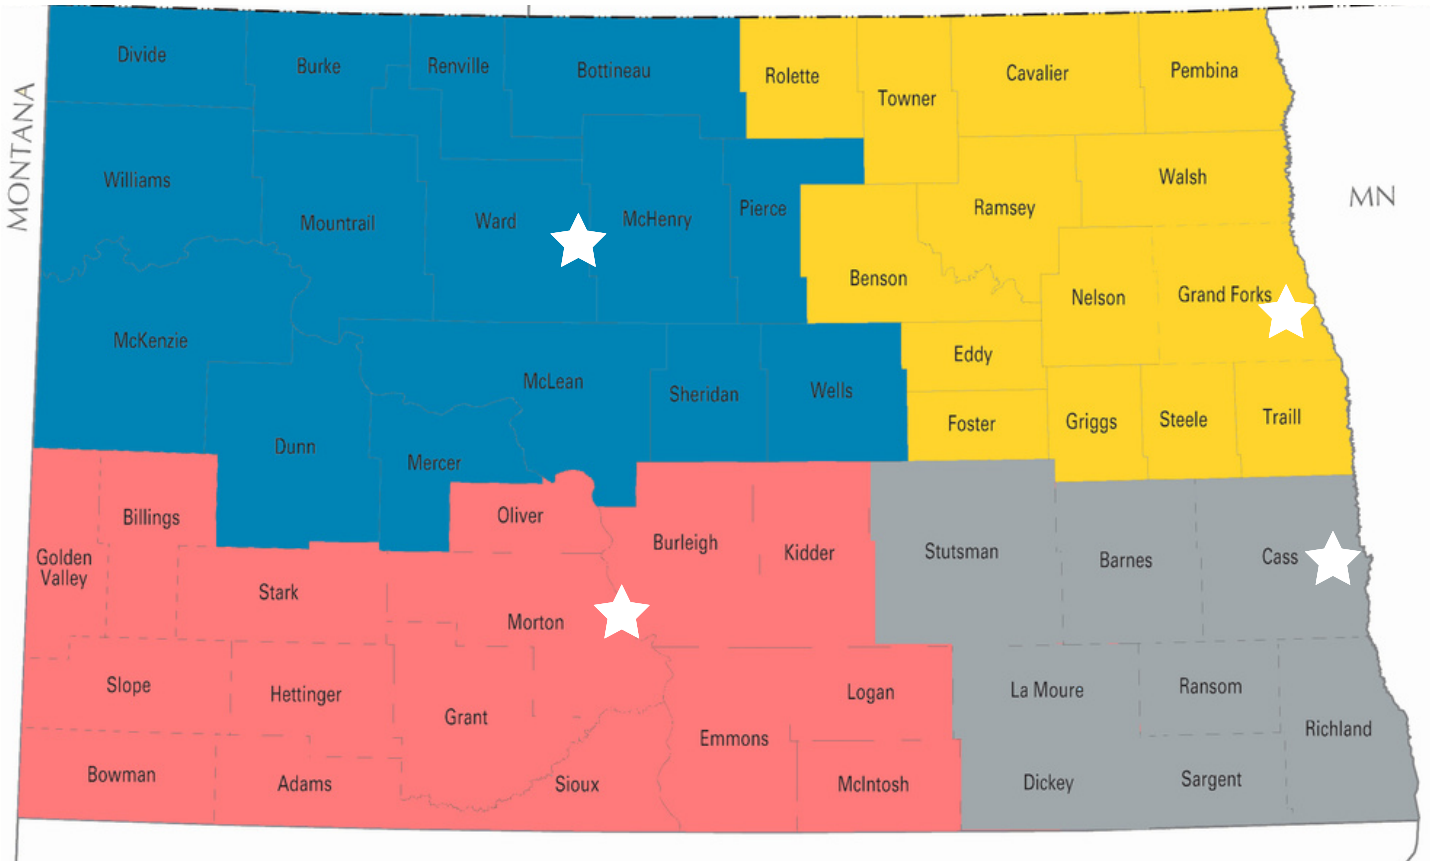 MONTANA
MN
Divide
Burke
Renville
Bottineau
Rolette
Towner
Cavalier
Pembina
Williams
Mountrail
Ward
McHenry
Pierce
Benson
Ramsey
Walsh
Nelson
Grand Forks
McKenzie
McLean
Sheridan
Wells
Eddy
Foster
Griggs
Steele
Traill
Dunn
Mercer
Oliver
Billings
Golden
Valley
Stark
Morton
Burleigh
Kidder
Stutsman
Barnes
Cass
Slope
Hettinger
Grant
Emmons
Logan
La Moure
Ransom
Richland
Bowman
Adams
Sioux
McIntosh
Dickey
Sargent